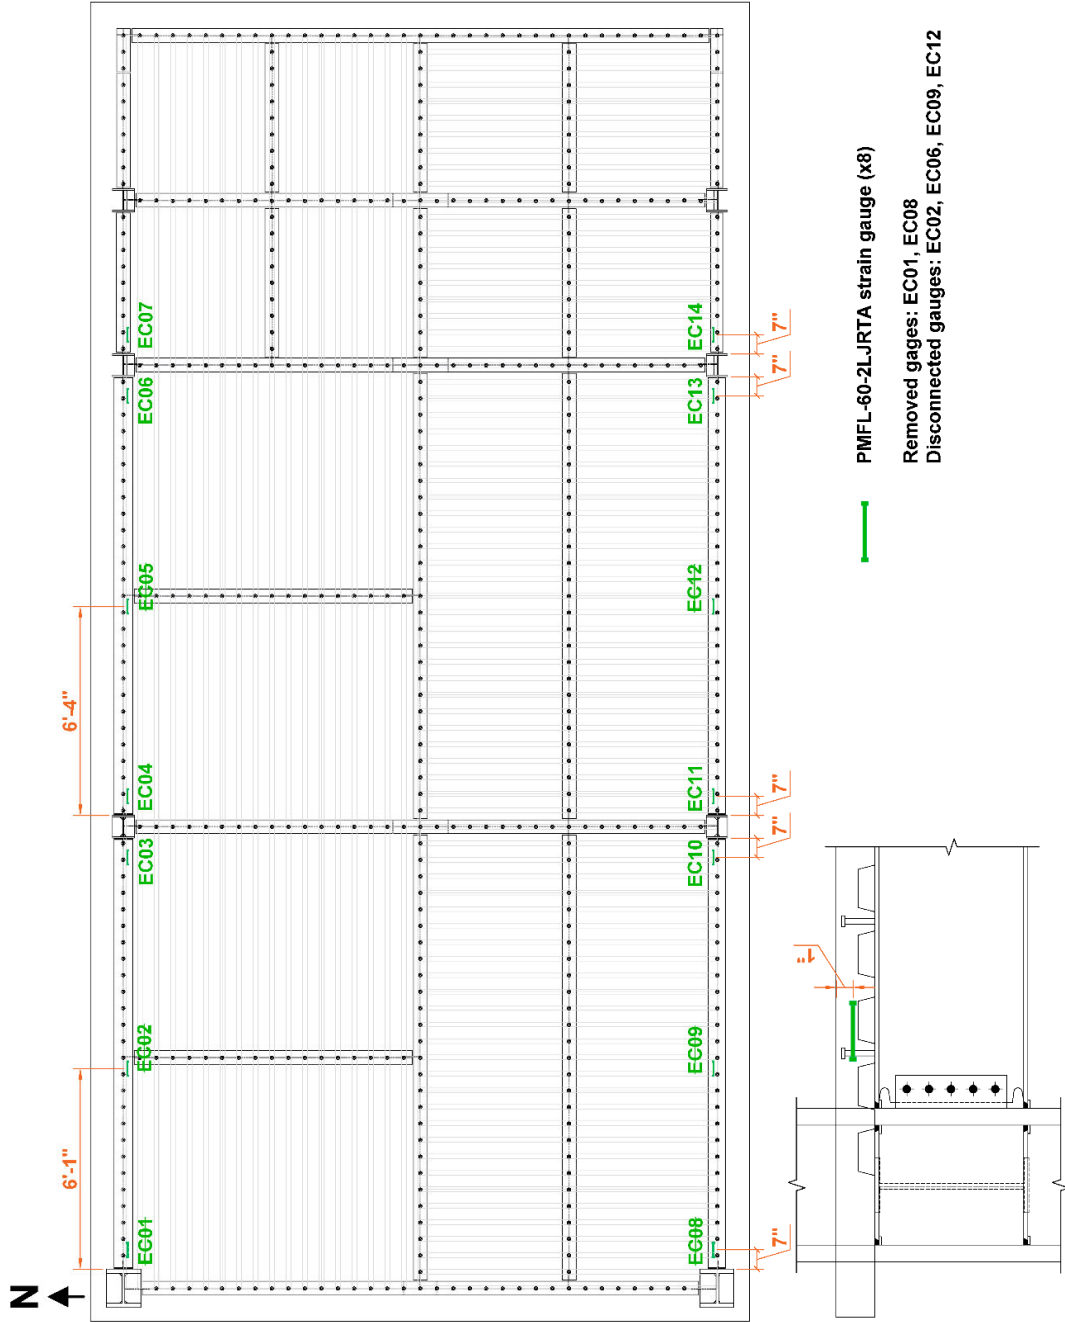 N
6'-1"
6'-4"
EC01
EC02
EC03
EC04
EC05
EC06
EC07
EC08
EC09
EC10
EC11
EC12
EC13
EC14
7"
7"
7"
7"
7"
1"
PMFL-60-2LJRTA strain gauge (x8)
Removed gages: EC01, EC08
Disconnected gauges: EC02, EC06, EC09, EC12